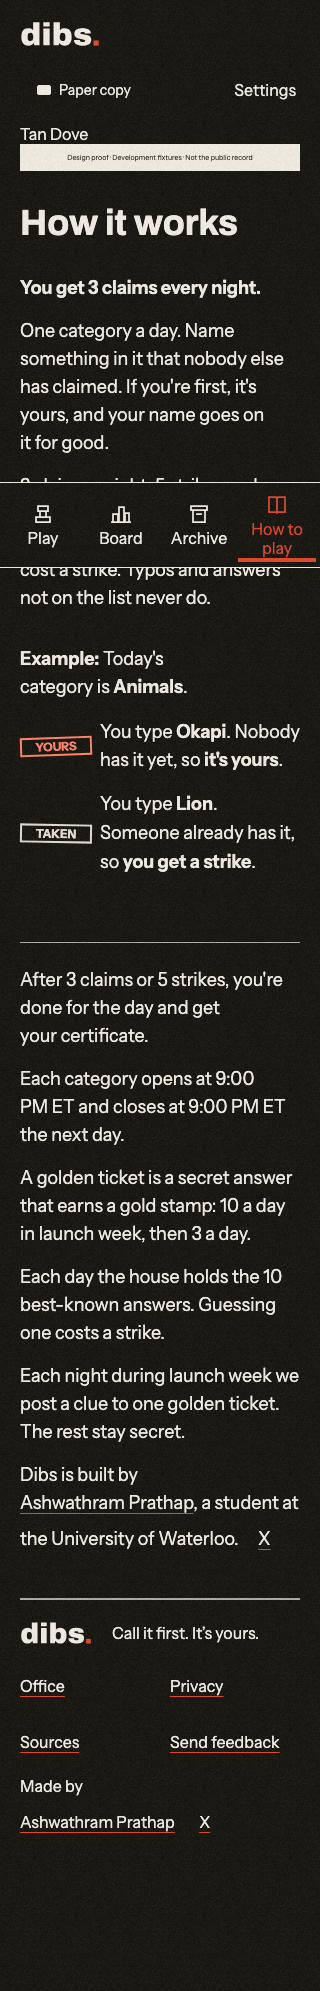 dibs.
Paper copy
Settings
Tan Dove
Design proof · Development fixtures · Not the public record
How it works
You get 3 claims every night.
One category a day. Name
something in it that nobody else
has claimed. If you're first, it's
yours, and your name goes on
it for good.
Play
Board
Archive
How to
play
cost a strike. Typos and answers
not on the list never do.
Example: Today's
category is Animals.
YOURS
You type Okapi. Nobody
has it yet, so it's yours.
TAKEN
You type Lion.
Someone already has it,
so you get a strike.
After 3 claims or 5 strikes, you're
done for the day and get
your certificate.
Each category opens at 9:00
PM ET and closes at 9:00 PM ET
the next day.
A golden ticket is a secret answer
that earns a gold stamp: 10 a day
in launch week, then 3 a day.
Each day the house holds the 10
best-known answers. Guessing
one costs a strike.
Each night during launch week we
post a clue to one golden ticket.
The rest stay secret.
Dibs is built by
Ashwathram Prathap, a student at
the University of Waterloo. X
dibs. Call it first. It's yours.
Office
Privacy
Sources
Send feedback
Made by
Ashwathram Prathap X